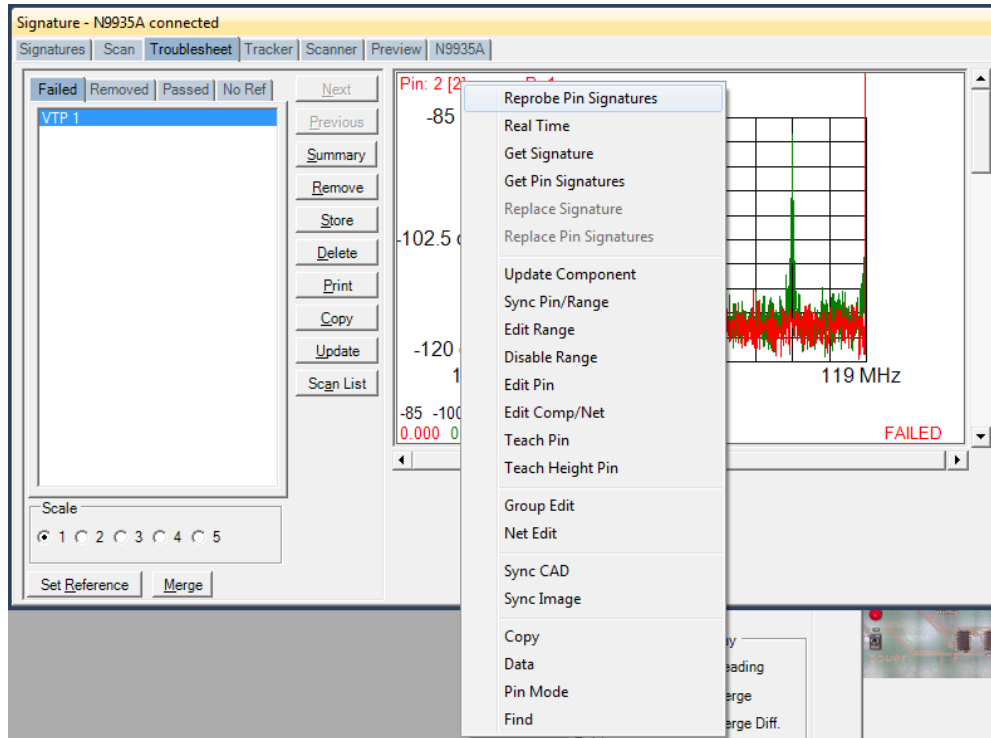 Signature - N9935A connected
Signatures Scan Troublesheet Tracker Scanner Preview N9935A
Failed Removed Passed No Ref
VTP 1
Next
Previous
Summary
Remove
Store
Delete
Print
Copy
Update
Scan List
Scale
1 2 3 4 5
Set Reference Merge
Pin: 2 [2]
-85
-102.5
-120
119 MHz
-85 -100
0.000 0
FAILED
Reprobe Pin Signatures
Real Time
Get Signature
Get Pin Signatures
Replace Signature
Replace Pin Signatures
Update Component
Sync Pin/Range
Edit Range
Disable Range
Edit Pin
Edit Comp/Net
Teach Pin
Teach Height Pin
Group Edit
Net Edit
Sync CAD
Sync Image
Copy
Data
Pin Mode
Find
power